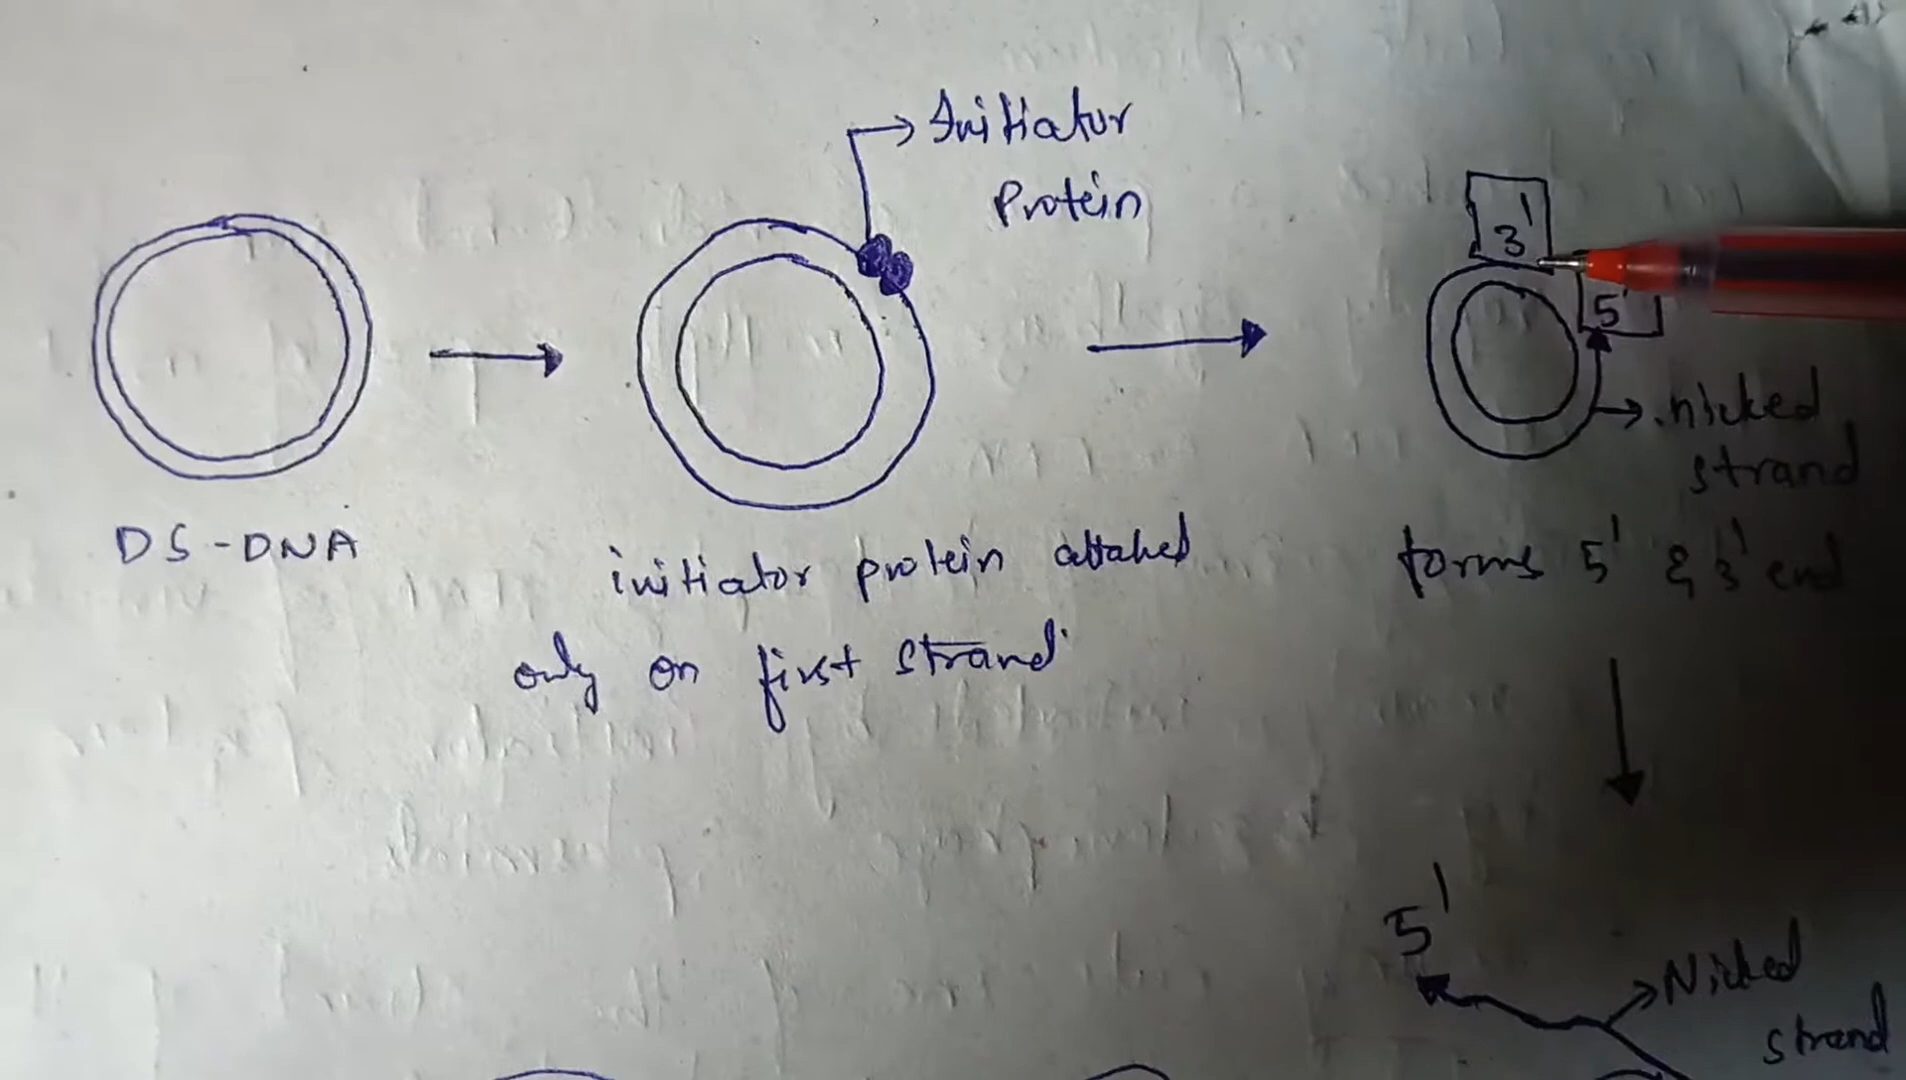 Initiator
Protein
3'
5'
nicked
strand
DS-DNA
initiator protein attahed
only on first strand
forms 5' & 3' end
5'
Nicked
strand